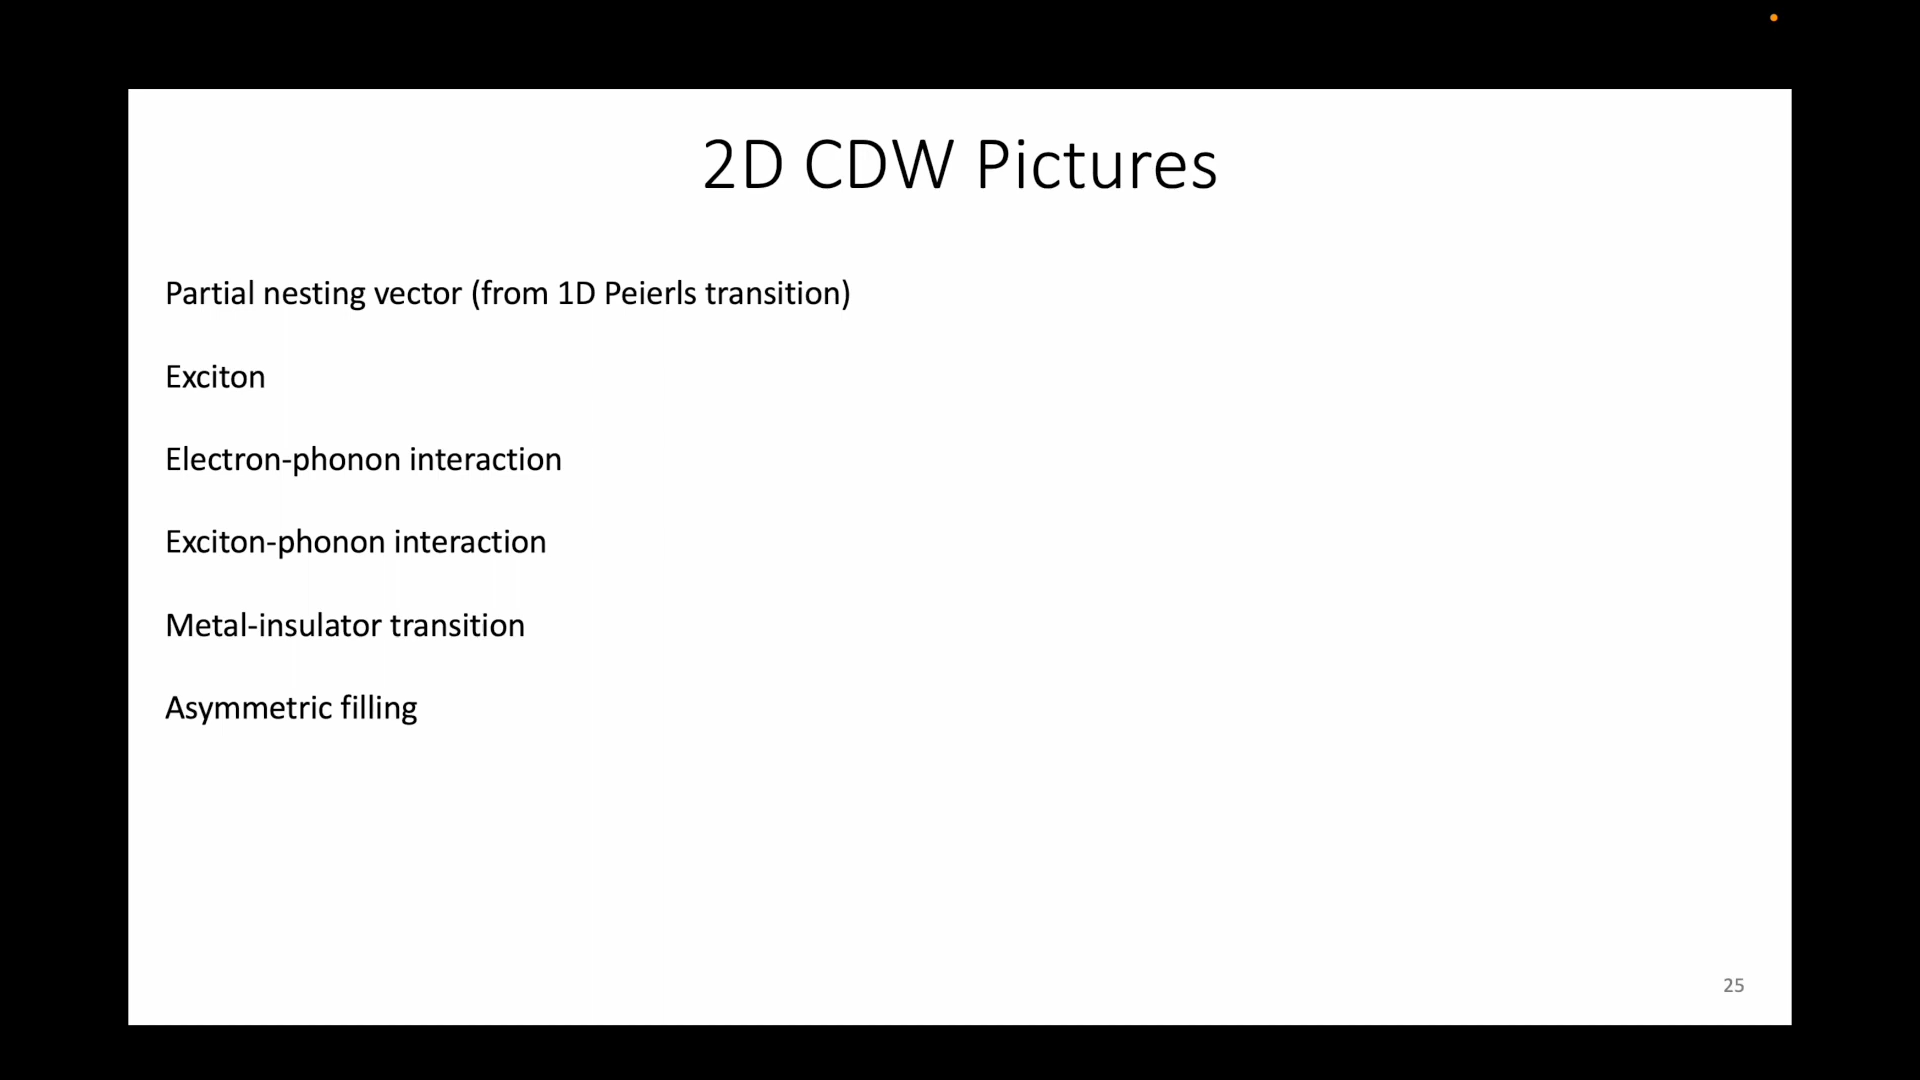 2D CDW Pictures
Partial nesting vector (from 1D Peierls transition)
Exciton
Electron-phonon interaction
Exciton-phonon interaction
Metal-insulator transition
Asymmetric filling
25